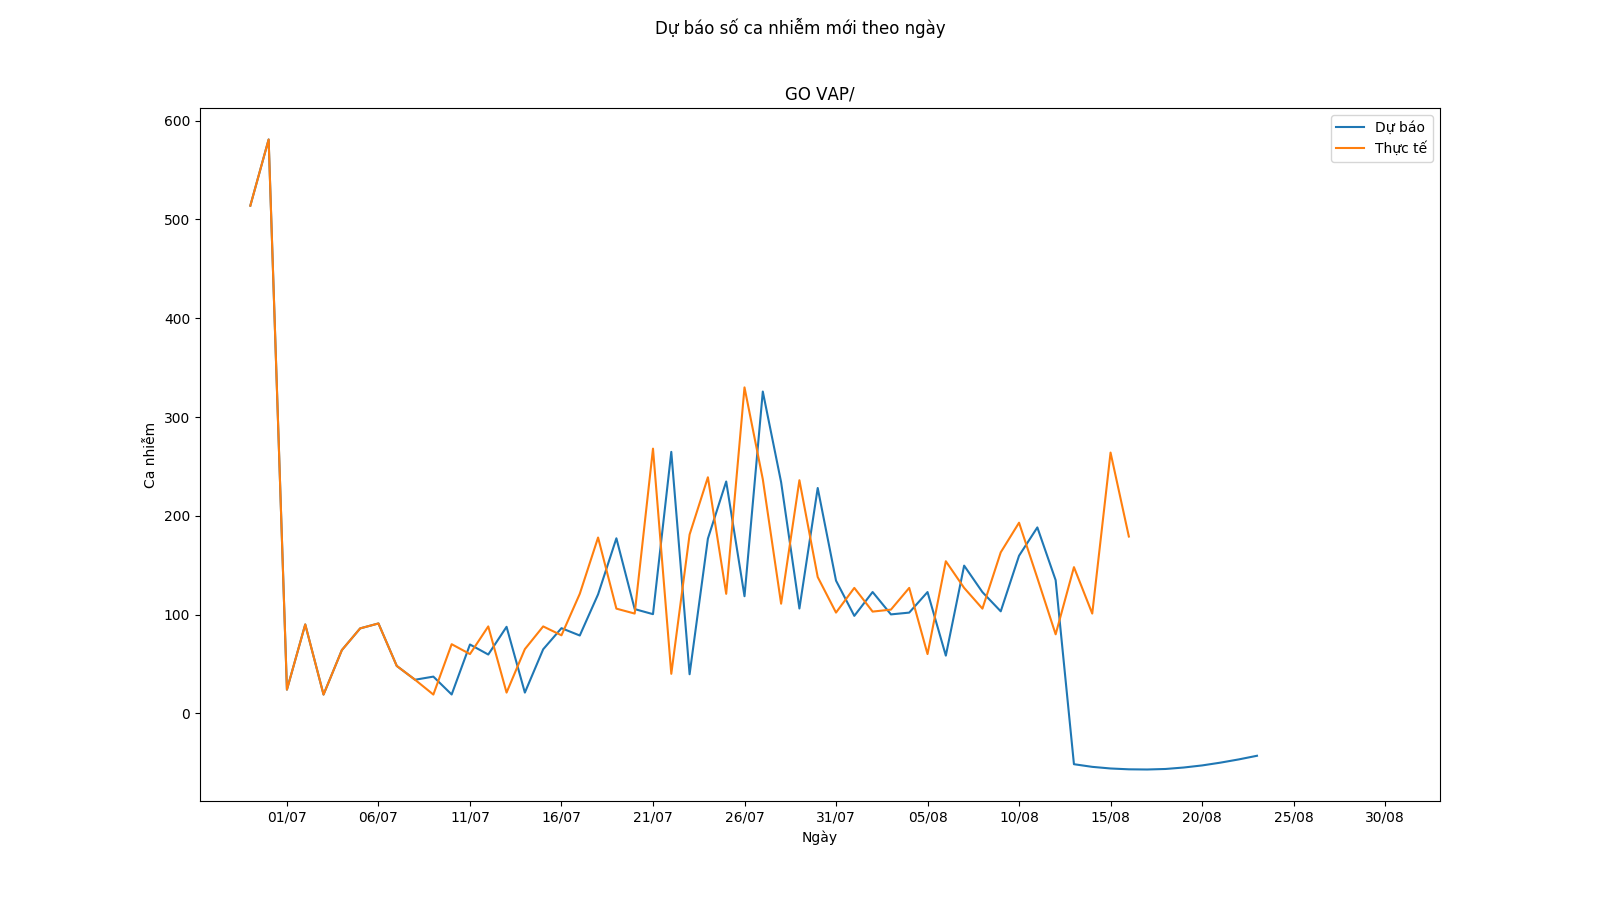 Dự báo số ca nhiễm mới theo ngày
GO VAP/
Dự báo
Thực tế
600
500
400
300
200
100
0
Ca nhiễm
01/07 06/07 11/07 16/07 21/07 26/07 31/07 05/08 10/08 15/08 20/08 25/08 30/08
Ngày